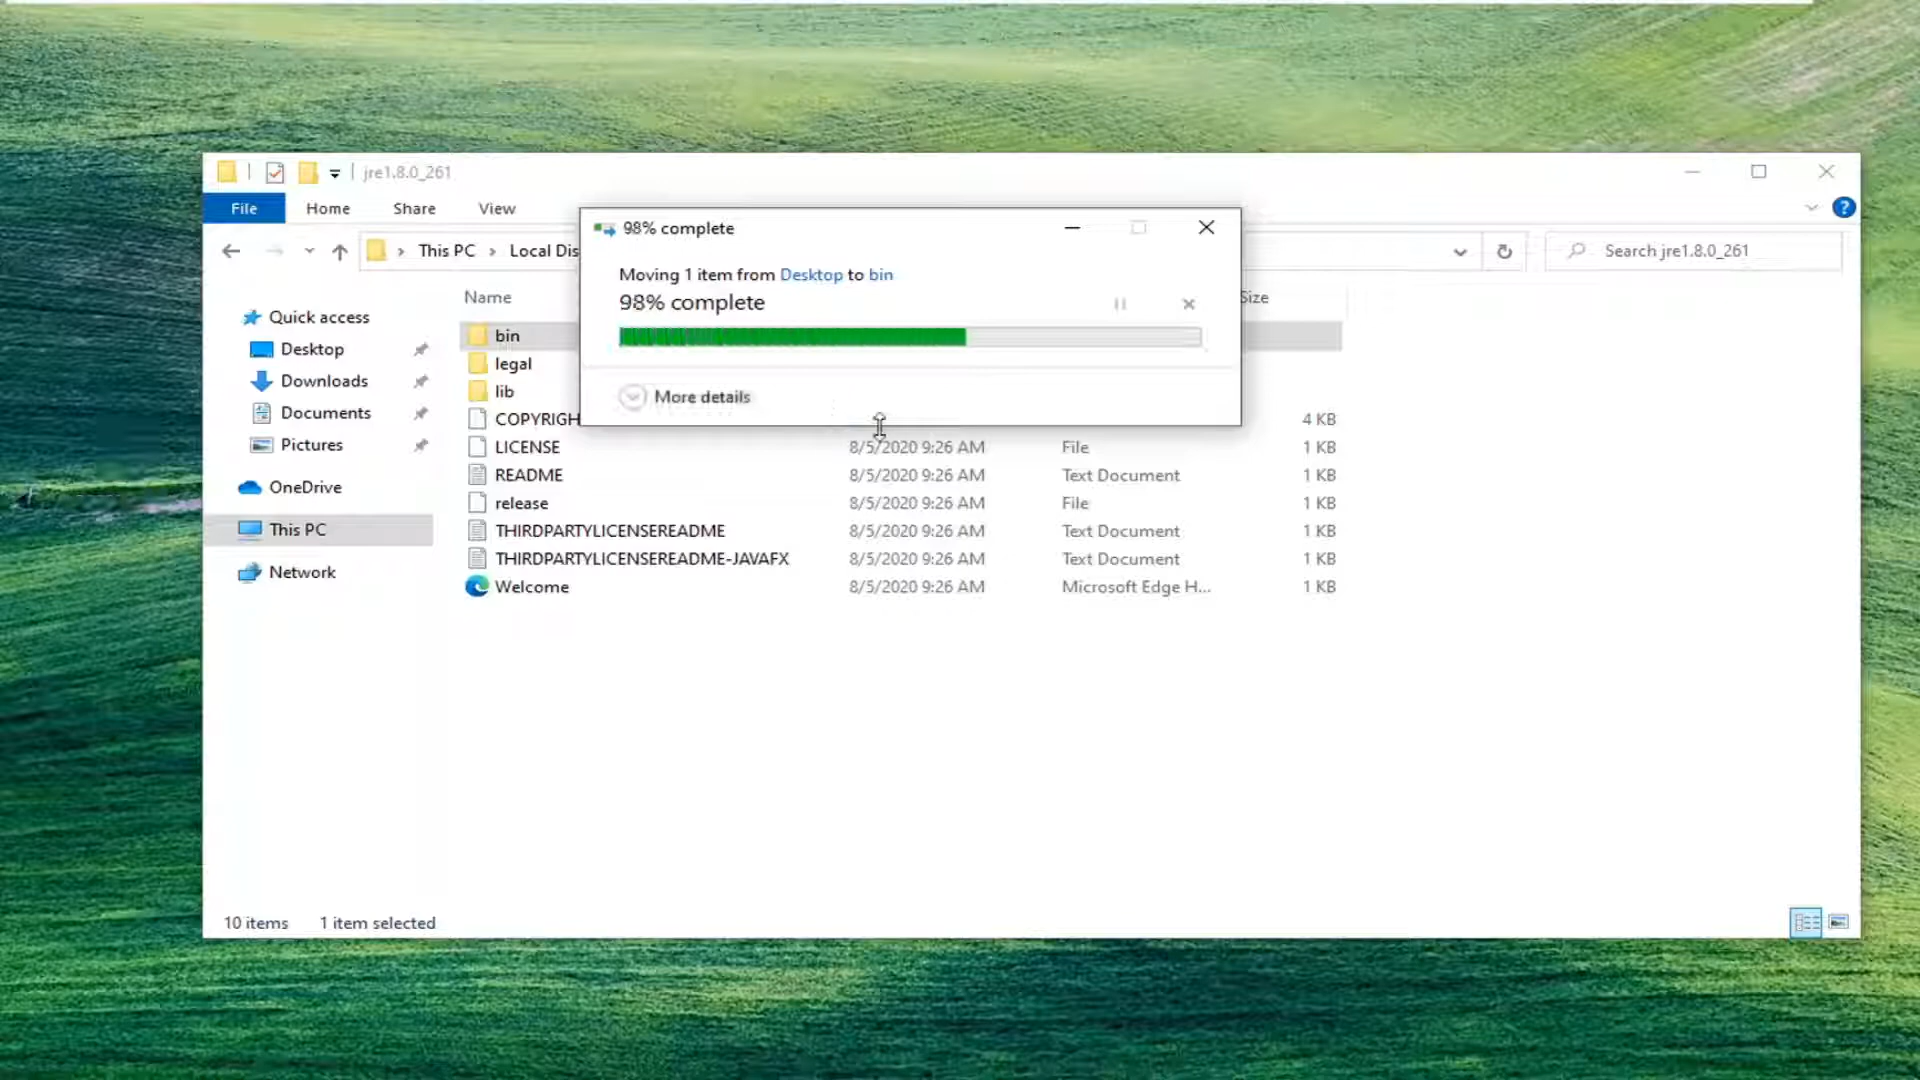 jre1.8.0_261
File Home Share View
?
This PC > Local Dis
Search jre1.8.0_261
98% complete
Moving 1 item from Desktop to bin
98% complete
More details
Name Size
Quick access
Desktop
Downloads
Documents
Pictures
OneDrive
This PC
Network
bin
legal
lib
COPYRIGH 4 KB
LICENSE 8/5/2020 9:26 AM File 1 KB
README 8/5/2020 9:26 AM Text Document 1 KB
release 8/5/2020 9:26 AM File 1 KB
THIRDPARTYLICENSEREADME 8/5/2020 9:26 AM Text Document 1 KB
THIRDPARTYLICENSEREADME-JAVAFX 8/5/2020 9:26 AM Text Document 1 KB
Welcome 8/5/2020 9:26 AM Microsoft Edge H... 1 KB
10 items 1 item selected